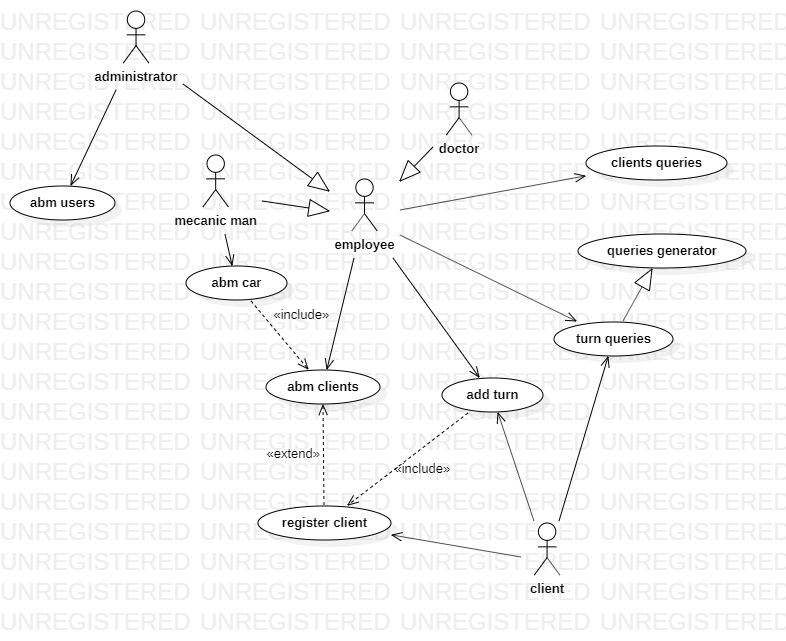 UNREGISTERED UNREGISTERED UNREGISTERED UNREGISTERED
administrator
doctor
clients queries
abm users
mecanic man
employee
queries generator
abm car
«include»
turn queries
abm clients
add turn
«extend»
«include»
register client
client